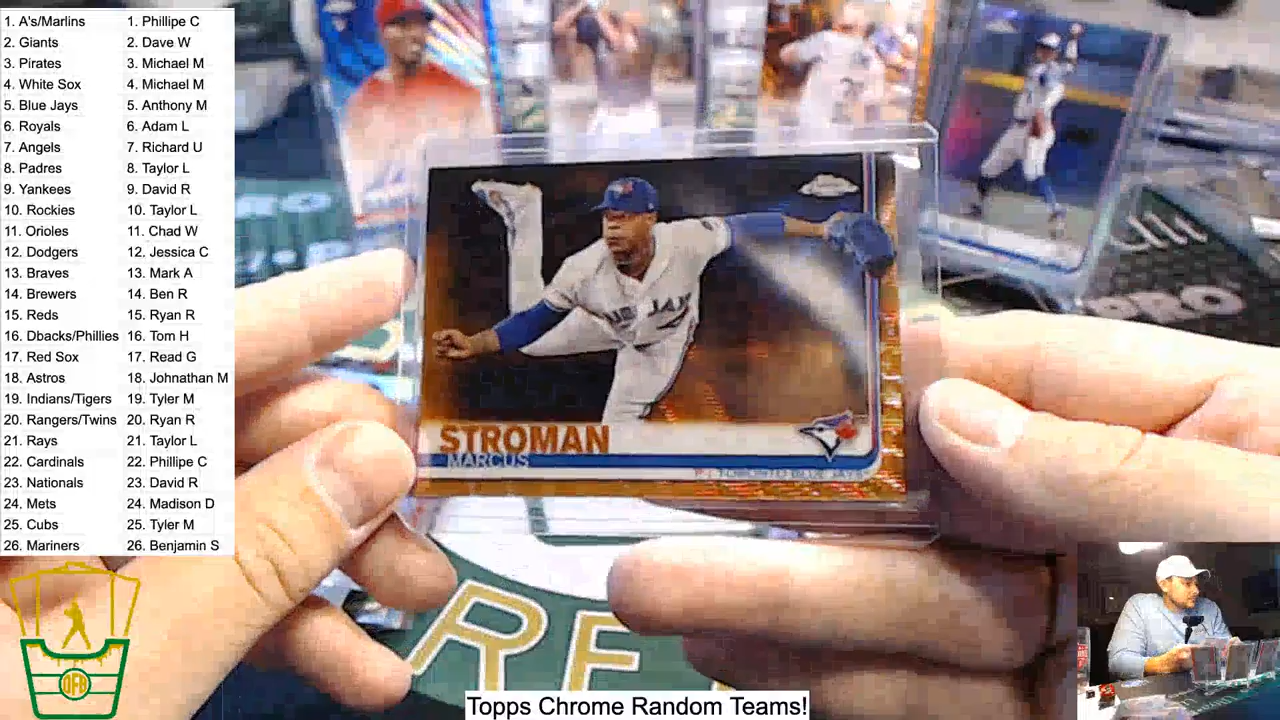 1. A's/Marlins 1. Phillipe C
2. Giants 2. Dave W
3. Pirates 3. Michael M
4. White Sox 4. Michael M
5. Blue Jays 5. Anthony M
6. Royals 6. Adam L
7. Angels 7. Richard U
8. Padres 8. Taylor L
9. Yankees 9. David R
10. Rockies 10. Taylor L
11. Orioles 11. Chad W
12. Dodgers 12. Jessica C
13. Braves 13. Mark A
14. Brewers 14. Ben R
15. Reds 15. Ryan R
16. Dbacks/Phillies 16. Tom H
17. Red Sox 17. Read G
18. Astros 18. Johnathan M
19. Indians/Tigers 19. Tyler M
20. Rangers/Twins 20. Ryan R
21. Rays 21. Taylor L
22. Cardinals 22. Phillipe C
23. Nationals 23. David R
24. Mets 24. Madison D
25. Cubs 25. Tyler M
26. Mariners 26. Benjamin S
STROMAN
MARCUS
TORONTO BLUE JAYS
PRO
RE
OFB
Topps Chrome Random Teams!